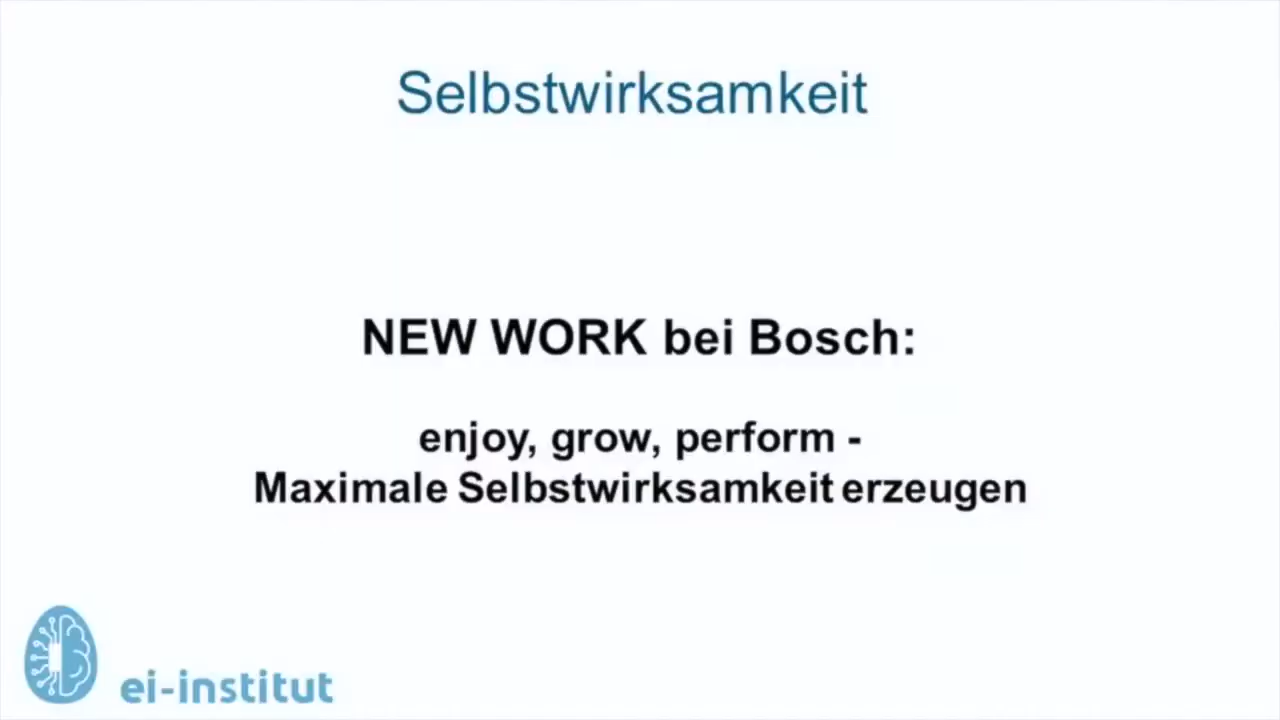 Selbstwirksamkeit
NEW WORK bei Bosch:
enjoy, grow, perform -
Maximale Selbstwirksamkeit erzeugen
ei-institut